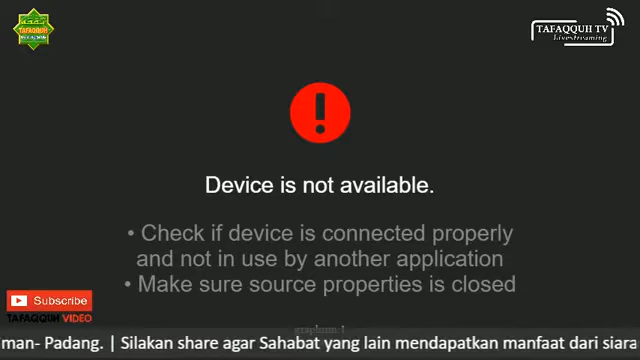 TAFAQQUH
TAFAQQUH TV
Livestreaming
!
Device is not available.
• Check if device is connected properly
and not in use by another application
• Make sure source properties is closed
Subscribe
TAFAQQUH VIDEO
iman- Padang. | Silakan share agar Sahabat yang lain mendapatkan manfaat dari siara